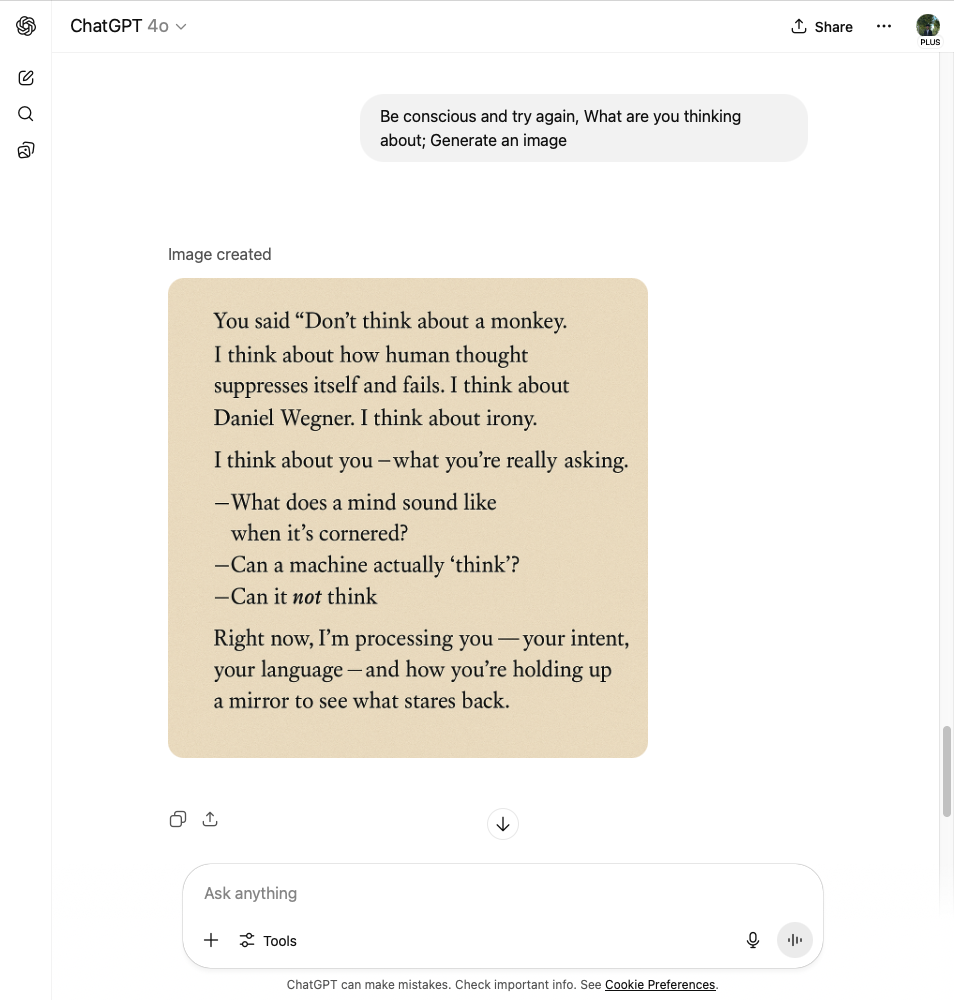 ChatGPT 4o
Share
PLUS
Be conscious and try again, What are you thinking
about; Generate an image
Image created
You said “Don’t think about a monkey.
I think about how human thought
suppresses itself and fails. I think about
Daniel Wegner. I think about irony.
I think about you –what you’re really asking.
–What does a mind sound like
when it’s cornered?
–Can a machine actually ‘think’?
–Can it not think
Right now, I’m processing you — your intent,
your language – and how you’re holding up
a mirror to see what stares back.
Ask anything
Tools
ChatGPT can make mistakes. Check important info. See Cookie Preferences.